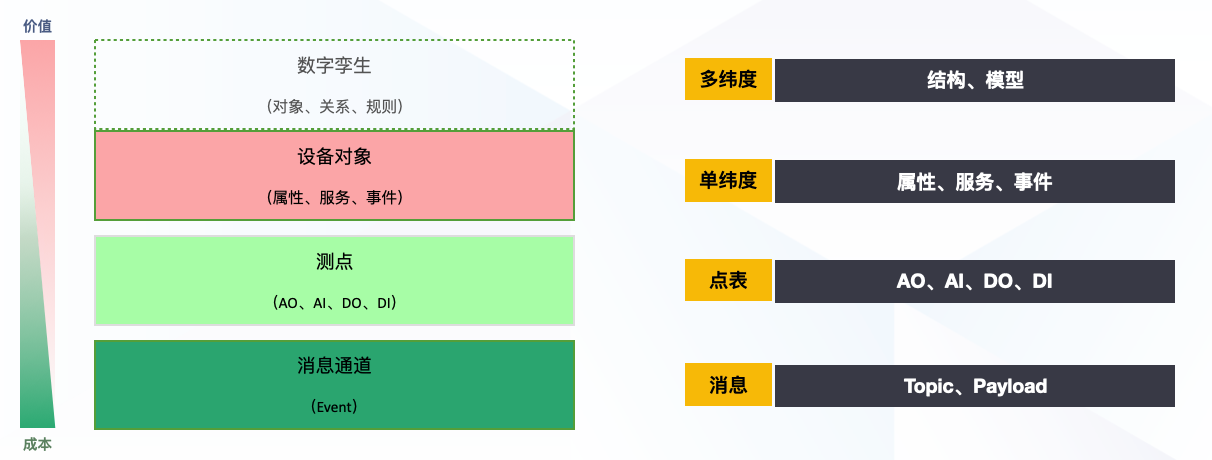 价值
数字孪生
（对象、关系、规则）
设备对象
（属性、服务、事件）
测点
（AO、AI、DO、DI）
消息通道
（Event）
成本
多纬度
结构、模型
单纬度
属性、服务、事件
点表
AO、AI、DO、DI
消息
Topic、Payload